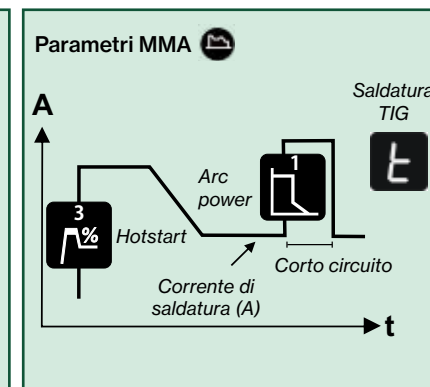 Parametri MMA
A
Saldatura
TIG
t
3
%
Hotstart
Arc
power
1
Corto circuito
Corrente di
saldatura (A)
t